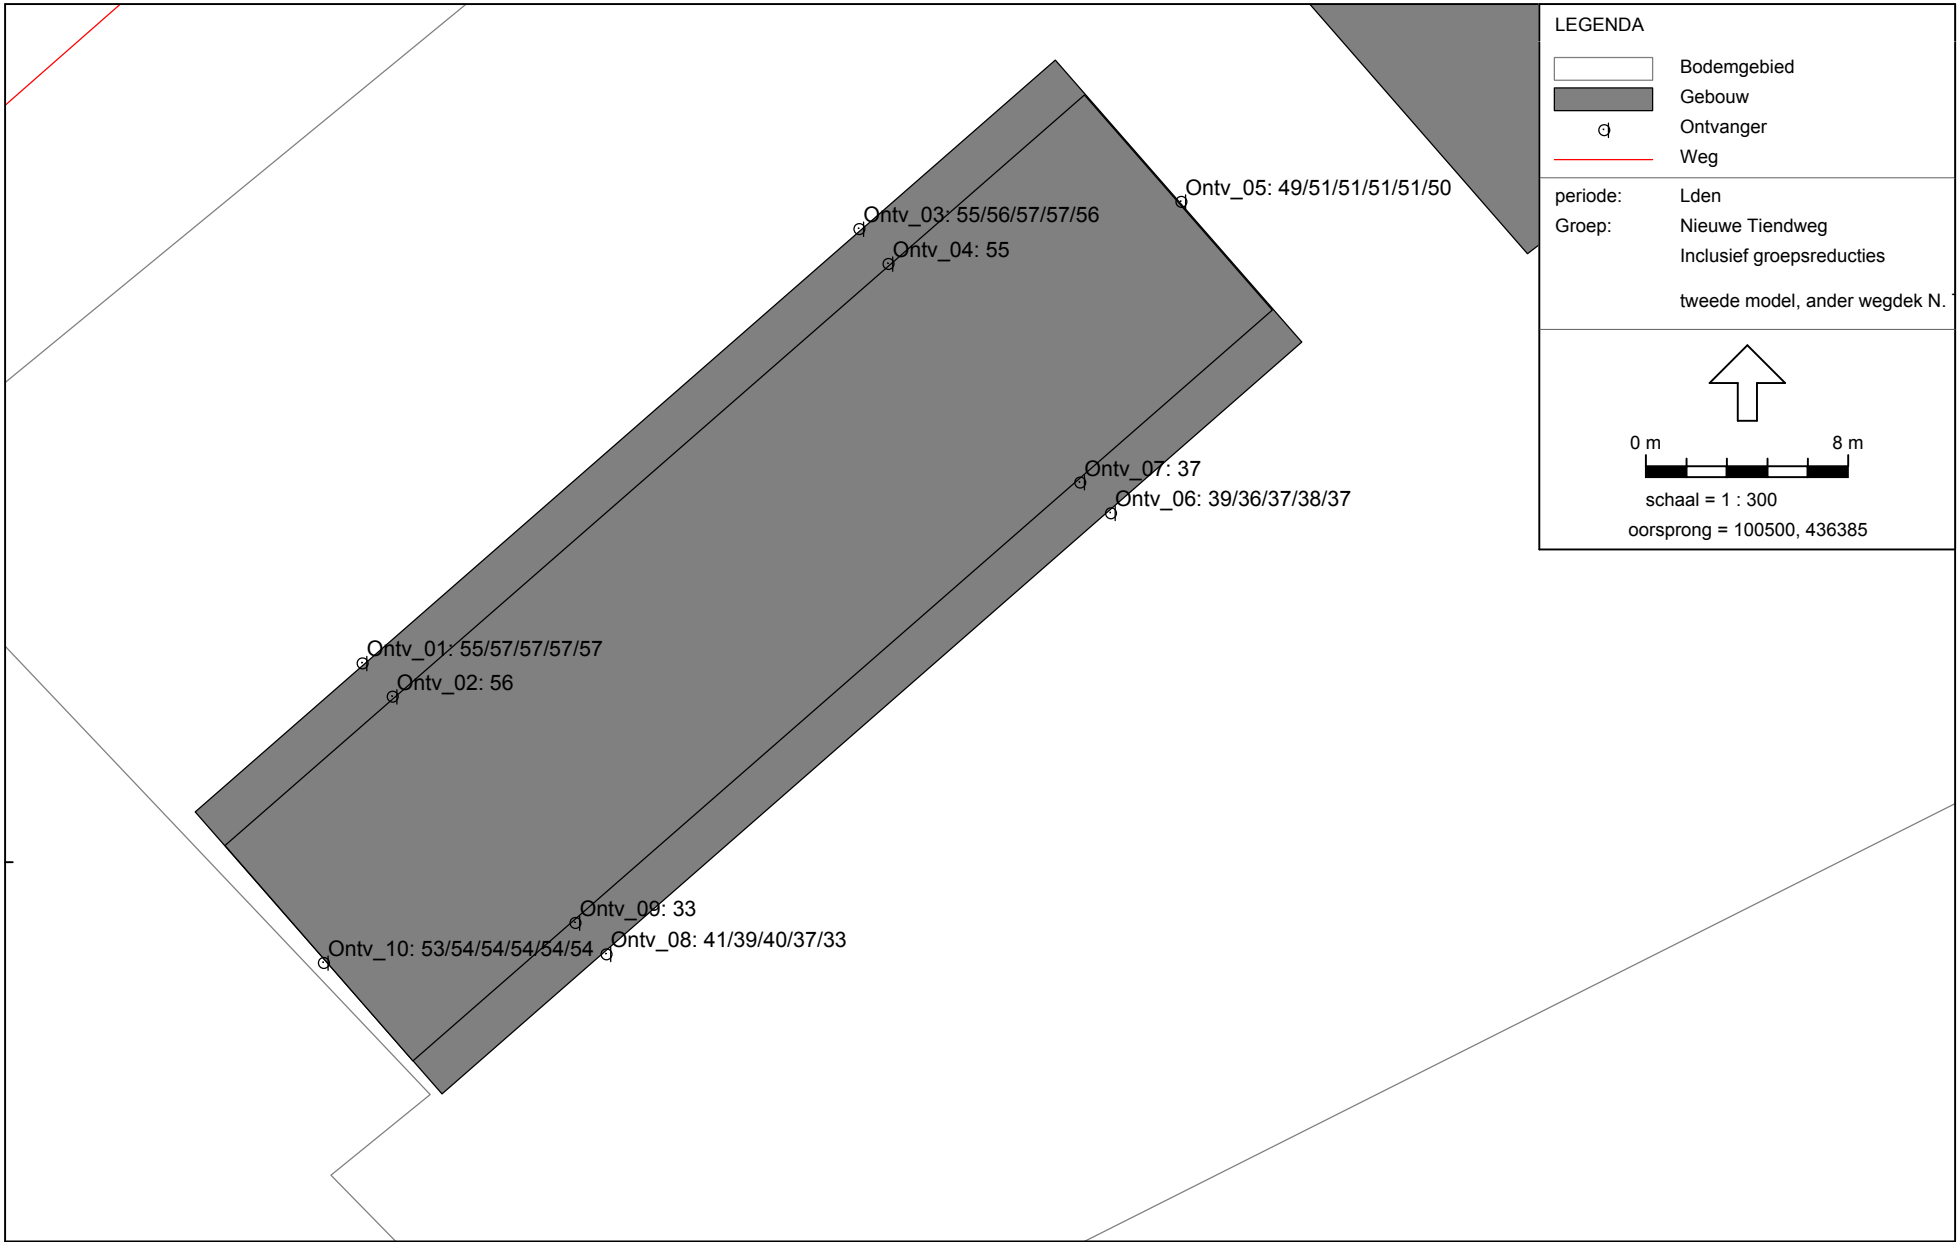 LEGENDA
Bodemgebied
Gebouw
Ontvanger
Weg
periode: Lden
Groep: Nieuwe Tiendweg
Inclusief groepsreducties
tweede model, ander wegdek N.
0 m 8 m
schaal = 1 : 300
oorsprong = 100500, 436385
Ontv_05: 49/51/51/51/51/50
Ontv_03: 55/56/57/57/56
Ontv_04: 55
Ontv_07: 37
Ontv_06: 39/36/37/38/37
Ontv_01: 55/57/57/57/57
Ontv_02: 56
Ontv_09: 33
Ontv_08: 41/39/40/37/33
Ontv_10: 53/54/54/54/54/54